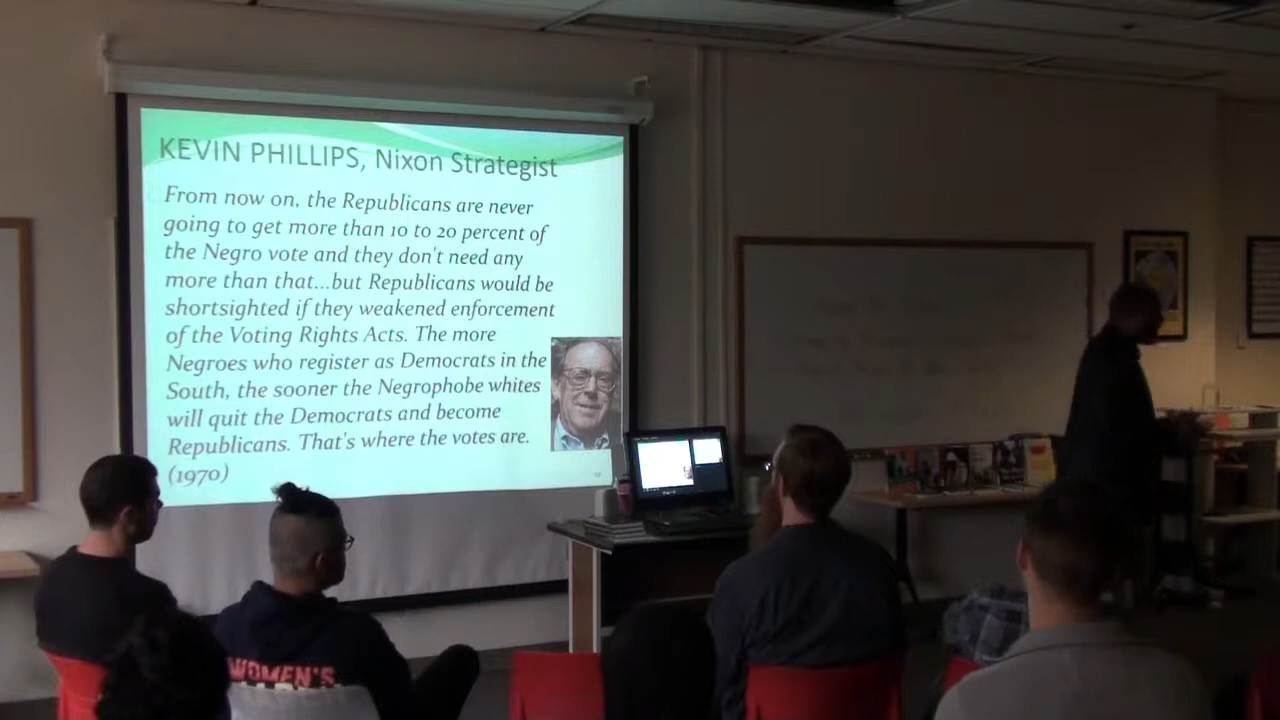 KEVIN PHILLIPS, Nixon Strategist
From now on, the Republicans are never
going to get more than 10 to 20 percent of
the Negro vote and they don't need any
more than that...but Republicans would be
shortsighted if they weakened enforcement
of the Voting Rights Acts. The more
Negroes who register as Democrats in the
South, the sooner the Negrophobe whites
will quit the Democrats and become
Republicans. That's where the votes are.
(1970)
WOMEN'S